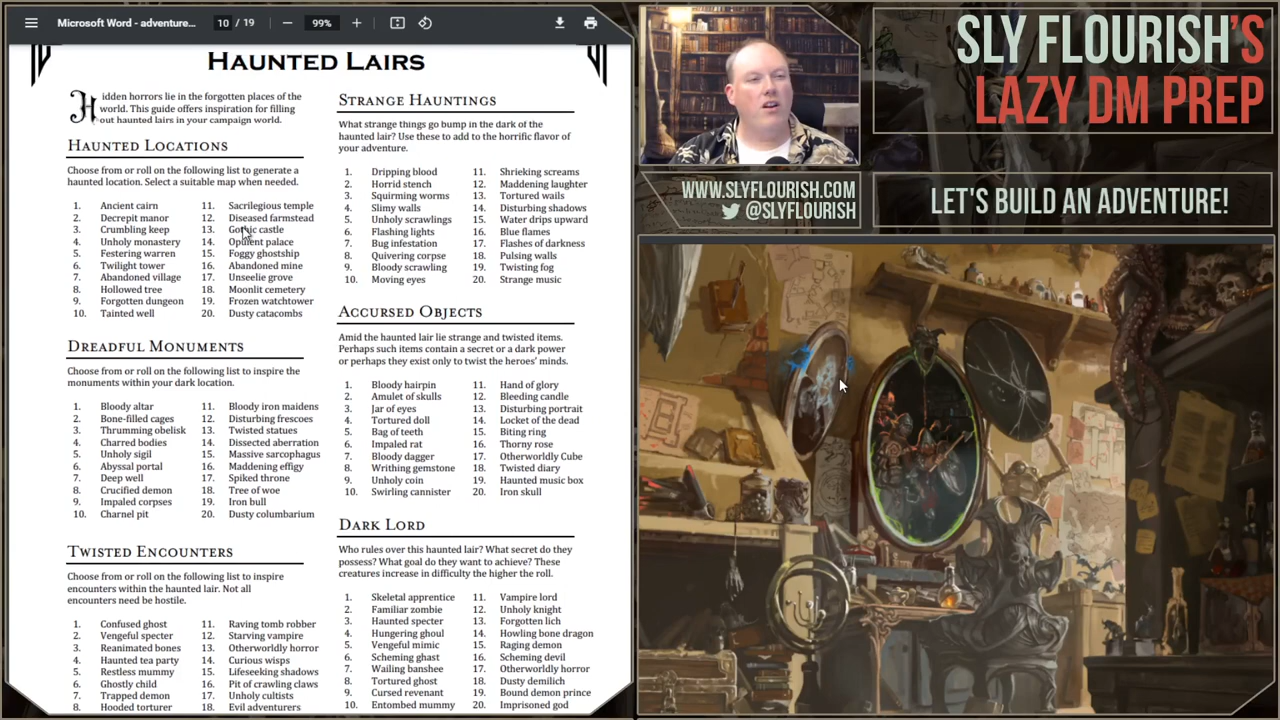 Microsoft Word - adventure...
10 / 19
99%
HAUNTED LAIRS
Hidden horrors lie in the forgotten places of the
world. This guide offers inspiration for filling
out haunted lairs in your campaign world.
HAUNTED LOCATIONS
Choose from or roll on the following list to generate a
haunted location. Select a suitable map when needed.
1. Ancient cairn 11. Sacrilegious temple
2. Decrepit manor 12. Diseased farmstead
3. Crumbling keep 13. Gothic castle
4. Unholy monastery 14. Opulent palace
5. Festering warren 15. Foggy ghostship
6. Twilight tower 16. Abandoned mine
7. Abandoned village 17. Unseelie grove
8. Hollowed tree 18. Moonlit cemetery
9. Forgotten dungeon 19. Frozen watchtower
10. Tainted well 20. Dusty catacombs
DREADFUL MONUMENTS
Choose from or roll on the following list to inspire the
monuments within your dark location.
1. Bloody altar 11. Bloody iron maidens
2. Bone-filled cages 12. Disturbing frescoes
3. Thrumming obelisk 13. Twisted statues
4. Charred bodies 14. Dissected aberration
5. Unholy sigil 15. Massive sarcophagus
6. Abyssal portal 16. Maddening effigy
7. Deep well 17. Spiked throne
8. Crucified demon 18. Tree of woe
9. Impaled corpses 19. Iron hull
10. Charnel pit 20. Dusty columbarium
TWISTED ENCOUNTERS
Choose from or roll on the following list to inspire
encounters within the haunted lair. Not all
encounters need be hostile.
1. Confused ghost 11. Raving tomb robber
2. Vengeful specter 12. Starving vampire
3. Reanimated bones 13. Otherworldly horror
4. Haunted tea party 14. Curious wisps
5. Restless mummy 15. Lifeseeking shadows
6. Ghostly child 16. Pit of crawling claws
7. Trapped demon 17. Unholy cultists
8. Hooded torturer 18. Evil adventurers
STRANGE HAUNTINGS
What strange things go bump in the dark of the
haunted lair? Use these to add to the horrific flavor of
your adventure.
1. Dripping blood 11. Shrieking screams
2. Horrid stench 12. Maddening laughter
3. Squirming worms 13. Tortured wails
4. Slimy walls 14. Disturbing shadows
5. Unholy scrawlings 15. Water drips upward
6. Flashing lights 16. Blue flames
7. Bug infestation 17. Flashes of darkness
8. Quivering corpse 18. Pulsing walls
9. Bloody scrawling 19. Twisting fog
10. Moving eyes 20. Strange music
ACCURSED OBJECTS
Amid the haunted lair lie strange and twisted items.
Perhaps such items contain a secret or a dark power
or perhaps they exist only to twist the heroes' minds.
1. Bloody hairpin 11. Hand of glory
2. Amulet of skulls 12. Bleeding candle
3. Jar of eyes 13. Disturbing portrait
4. Tortured doll 14. Locket of the dead
5. Bag of teeth 15. Biting ring
6. Impaled rat 16. Thorny rose
7. Bloody dagger 17. Otherworldly Cube
8. Writhing gemstone 18. Twisted diary
9. Unholy coin 19. Haunted music box
10. Swirling cannister 20. Iron skull
DARK LORD
Who rules over this haunted lair? What secret do they
possess? What goal do they want to achieve? These
creatures increase in difficulty the higher the roll.
1. Skeletal apprentice 11. Vampire lord
2. Familiar zombie 12. Unholy knight
3. Haunted specter 13. Forgotten lich
4. Hungering ghoul 14. Howling bone dragon
5. Vengeful mimic 15. Raging demon
6. Scheming ghast 16. Scheming devil
7. Wailing banshee 17. Otherworldly horror
8. Tortured ghost 18. Dusty demilich
9. Cursed revenant 19. Bound demon prince
10. Entombed mummy 20. Imprisoned god
SLY FLOURISH'S
LAZY DM PREP
WWW.SLYFLOURISH.COM
@SLYFLOURISH
LET'S BUILD AN ADVENTURE!